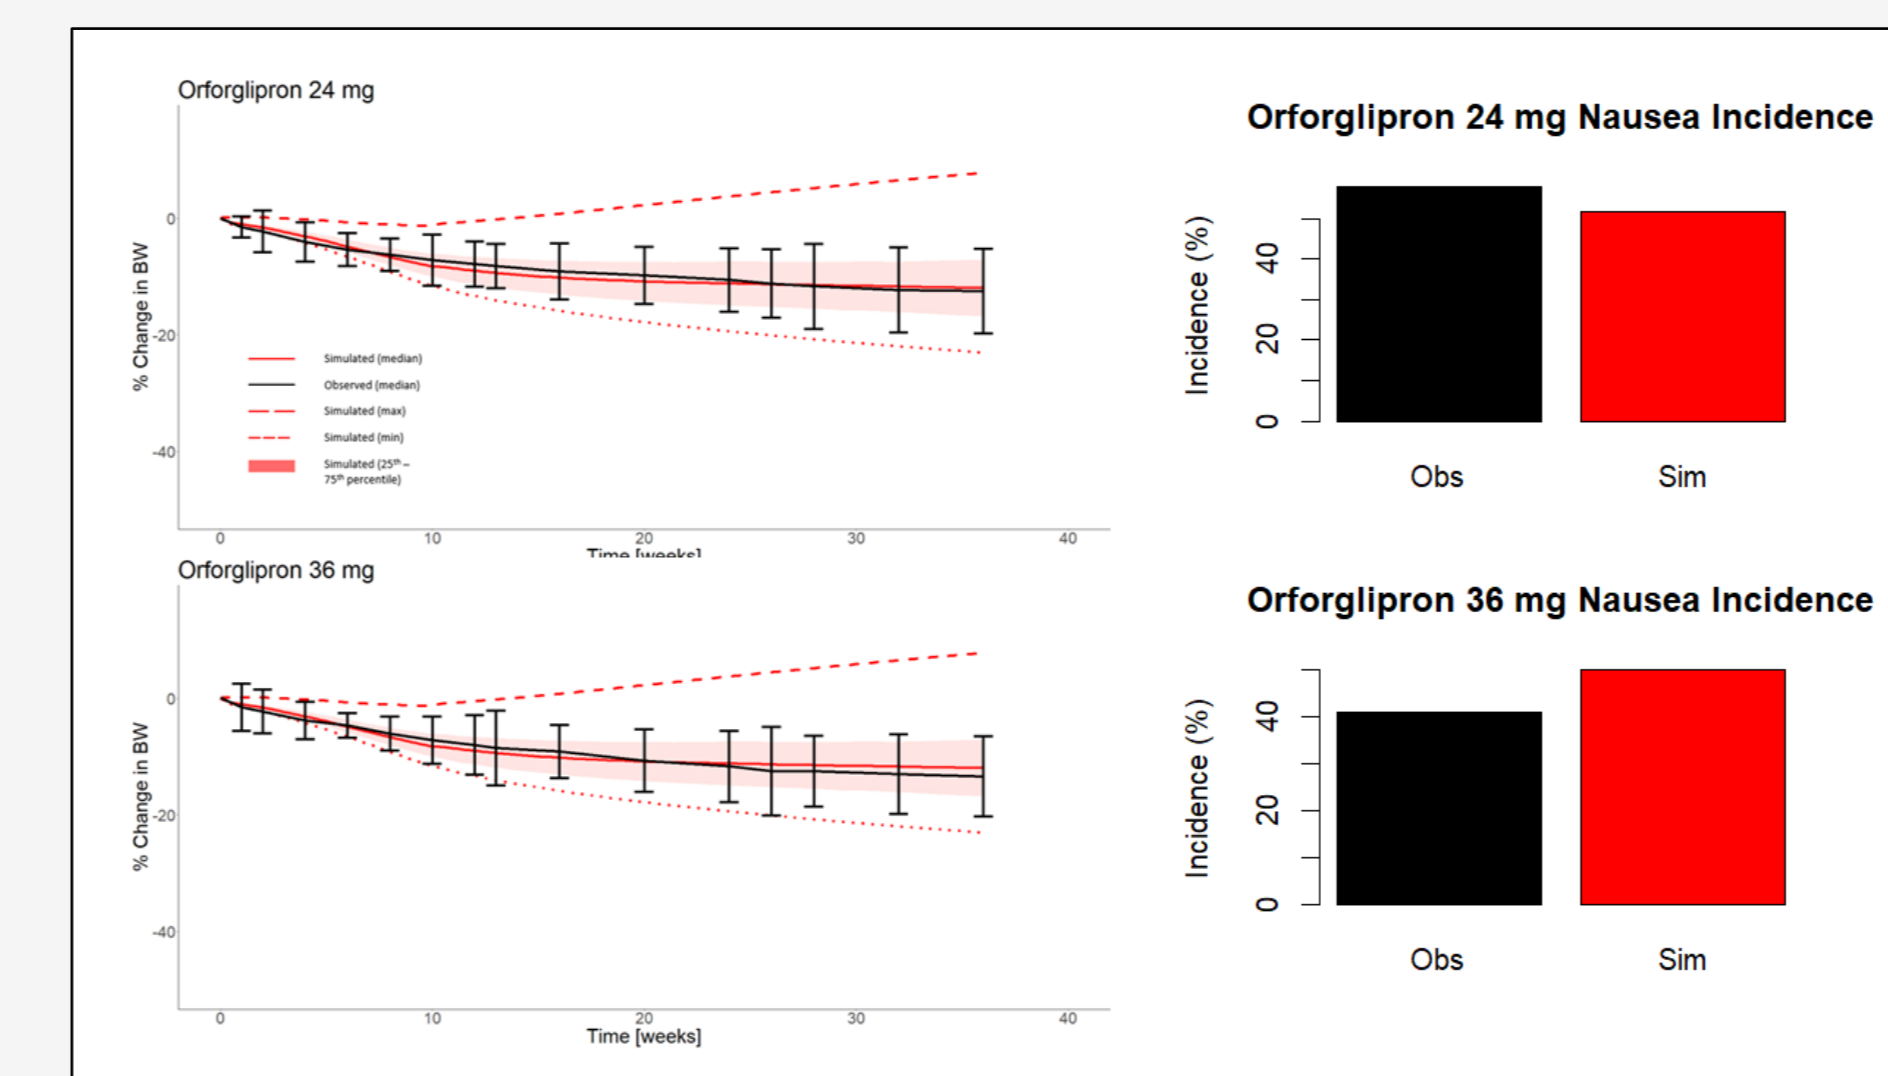 Orforglipron 24 mg
% Change in BW
0
-20
-40
Simulated (median)
Observed (median)
Simulated (max)
Simulated (min)
Simulated (25th –
75th percentile)
0 10 20 30 40
Time [weeks]
Orforglipron 24 mg Nausea Incidence
Incidence (%)
0 20 40
Obs Sim
Orforglipron 36 mg
% Change in BW
0
-20
-40
0 10 20 30 40
Time [weeks]
Orforglipron 36 mg Nausea Incidence
Incidence (%)
0 20 40
Obs Sim